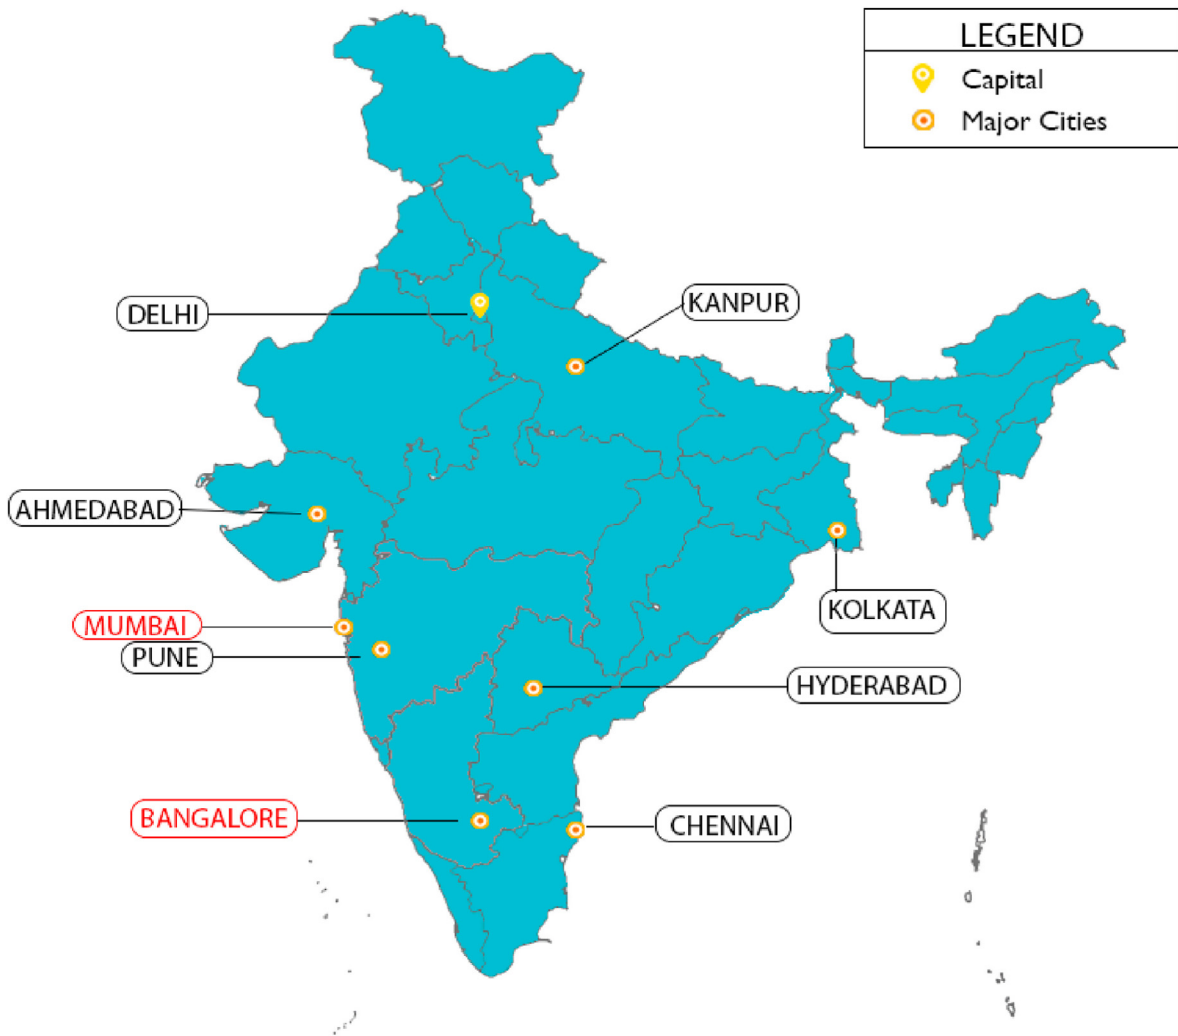 LEGEND
Capital
Major Cities
DELHI
KANPUR
AHMEDABAD
MUMBAI
PUNE
KOLKATA
HYDERABAD
BANGALORE
CHENNAI